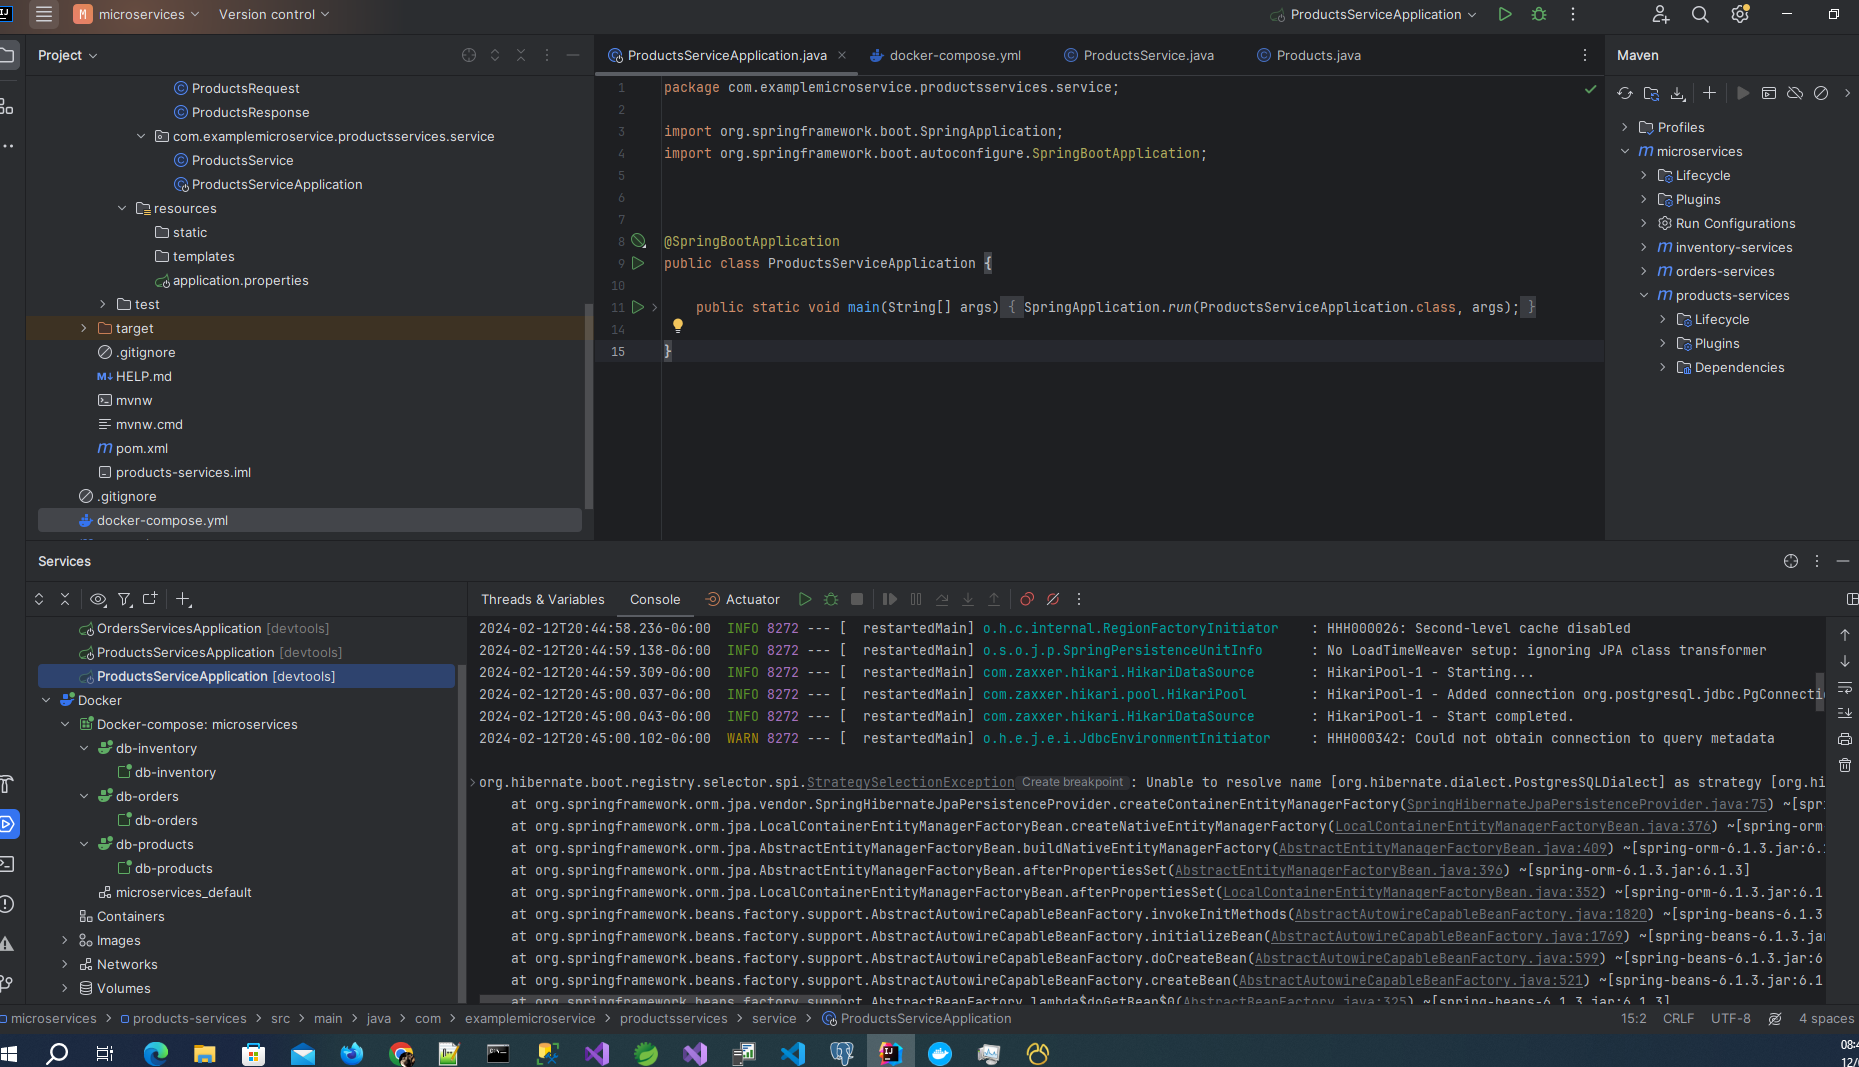 IJ
M microservices Version control
ProductsServiceApplication
Project
ProductsServiceApplication.java docker-compose.yml ProductsService.java Products.java
Maven
ProductsRequest
ProductsResponse
com.examplemicroservice.productsservices.service
ProductsService
ProductsServiceApplication
resources
static
templates
application.properties
test
target
.gitignore
HELP.md
mvnw
mvnw.cmd
pom.xml
products-services.iml
.gitignore
docker-compose.yml
1 package com.examplemicroservice.productsservices.service;
2
3 import org.springframework.boot.SpringApplication;
4 import org.springframework.boot.autoconfigure.SpringBootApplication;
5
6
7
8 @SpringBootApplication
9 public class ProductsServiceApplication {
10
11 public static void main(String[] args) { SpringApplication.run(ProductsServiceApplication.class, args); }
14
15 }
Profiles
microservices
Lifecycle
Plugins
Run Configurations
inventory-services
orders-services
products-services
Lifecycle
Plugins
Dependencies
Services
OrdersServicesApplication [devtools]
ProductsServicesApplication [devtools]
ProductsServiceApplication [devtools]
Docker
Docker-compose: microservices
db-inventory
db-inventory
db-orders
db-orders
db-products
db-products
microservices_default
Containers
Images
Networks
Volumes
Threads & Variables Console Actuator
2024-02-12T20:44:58.236-06:00 INFO 8272 --- [ restartedMain] o.h.c.internal.RegionFactoryInitiator : HHH000026: Second-level cache disabled
2024-02-12T20:44:59.138-06:00 INFO 8272 --- [ restartedMain] o.s.o.j.p.SpringPersistenceUnitInfo : No LoadTimeWeaver setup: ignoring JPA class transformer
2024-02-12T20:44:59.309-06:00 INFO 8272 --- [ restartedMain] com.zaxxer.hikari.HikariDataSource : HikariPool-1 - Starting...
2024-02-12T20:45:00.037-06:00 INFO 8272 --- [ restartedMain] com.zaxxer.hikari.pool.HikariPool : HikariPool-1 - Added connection org.postgresql.jdbc.PgConnecti
2024-02-12T20:45:00.043-06:00 INFO 8272 --- [ restartedMain] com.zaxxer.hikari.HikariDataSource : HikariPool-1 - Start completed.
2024-02-12T20:45:00.102-06:00 WARN 8272 --- [ restartedMain] o.h.e.j.e.i.JdbcEnvironmentInitiator : HHH000342: Could not obtain connection to query metadata
org.hibernate.boot.registry.selector.spi.StrategySelectionException Create breakpoint : Unable to resolve name [org.hibernate.dialect.PostgresSQLDialect] as strategy [org.hi
at org.springframework.orm.jpa.vendor.SpringHibernateJpaPersistenceProvider.createContainerEntityManagerFactory(SpringHibernateJpaPersistenceProvider.java:75) ~[spri
at org.springframework.orm.jpa.LocalContainerEntityManagerFactoryBean.createNativeEntityManagerFactory(LocalContainerEntityManagerFactoryBean.java:376) ~[spring-orm-
at org.springframework.orm.jpa.AbstractEntityManagerFactoryBean.buildNativeEntityManagerFactory(AbstractEntityManagerFactoryBean.java:409) ~[spring-orm-6.1.3.jar:6.1
at org.springframework.orm.jpa.AbstractEntityManagerFactoryBean.afterPropertiesSet(AbstractEntityManagerFactoryBean.java:396) ~[spring-orm-6.1.3.jar:6.1.3]
at org.springframework.orm.jpa.LocalContainerEntityManagerFactoryBean.afterPropertiesSet(LocalContainerEntityManagerFactoryBean.java:352) ~[spring-orm-6.1.3.jar:6.1
at org.springframework.beans.factory.support.AbstractAutowireCapableBeanFactory.invokeInitMethods(AbstractAutowireCapableBeanFactory.java:1820) ~[spring-beans-6.1.3
at org.springframework.beans.factory.support.AbstractAutowireCapableBeanFactory.initializeBean(AbstractAutowireCapableBeanFactory.java:1769) ~[spring-beans-6.1.3.jar
at org.springframework.beans.factory.support.AbstractAutowireCapableBeanFactory.doCreateBean(AbstractAutowireCapableBeanFactory.java:599) ~[spring-beans-6.1.3.jar:6
at org.springframework.beans.factory.support.AbstractAutowireCapableBeanFactory.createBean(AbstractAutowireCapableBeanFactory.java:521) ~[spring-beans-6.1.3.jar:6.1
at org.springframework.beans.factory.support.AbstractBeanFactory.lambda$doGetBean$0(AbstractBeanFactory.java:325) ~[spring-beans-6.1.3.jar:6.1.3]
microservices > products-services > src > main > java > com > examplemicroservice > productsservices > service > ProductsServiceApplication
15:2 CRLF UTF-8 4 spaces
08:4
12/